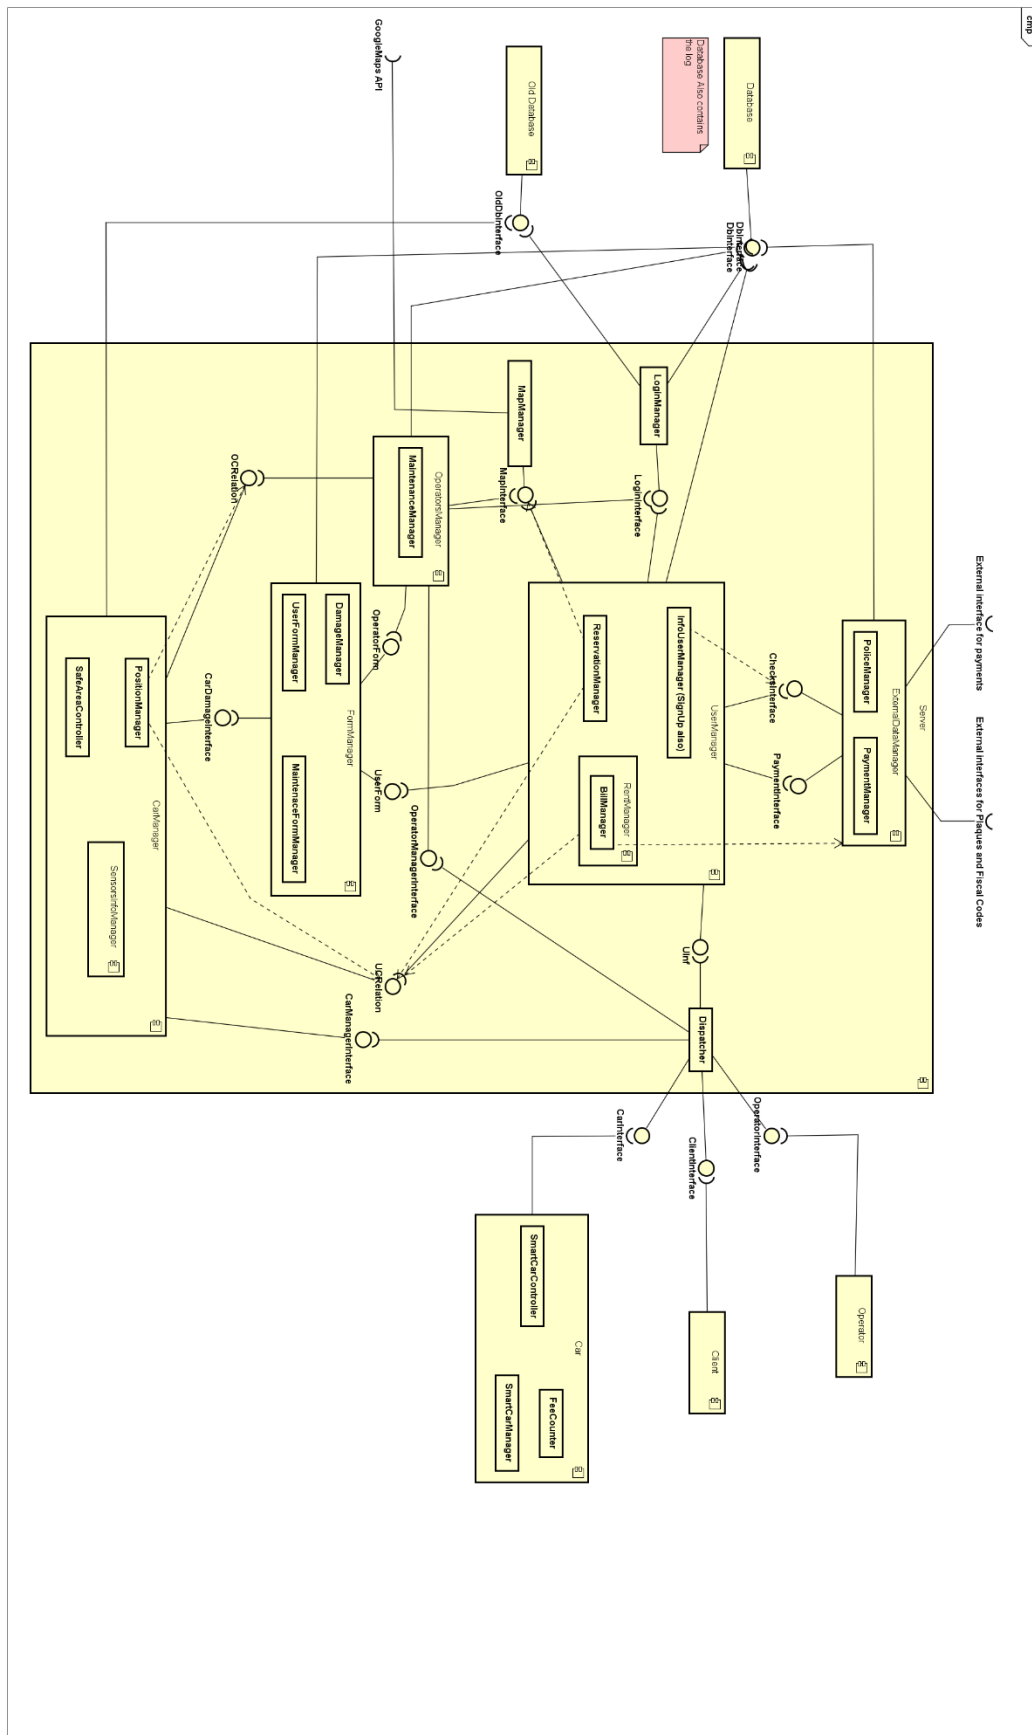 cmp
External interface for payments
External interfaces for Plaques and Fiscal Codes
Server
ExternalDataManager
PoliceManager
PaymentManager
Operator
Database
Database Also contains
the log
DbInterface
DbInterface
ChecksInterface
PaymentInterface
OperatorInterface
UserManager
InfoUserManager (SignUp also)
RentManager
BillManager
ReservationManager
UInf
Dispatcher
ClientInterface
Client
LoginManager
LoginInterface
CarInterface
Car
SmartCarController
FeeCounter
SmartCarManager
Old Database
OldDbInterface
MapManager
MapInterface
GoogleMaps API
OperatorsManager
MaintenanceManager
OperatorForm
OperatorManagerInterface
UserForm
UCRelation
FormManager
DamageManager
UserFormManager
MaintenaceFormManager
CarManagerInterface
OCRelation
CarDamageInterface
CarManager
PositionManager
SafeAreaController
SensorsInfoManager